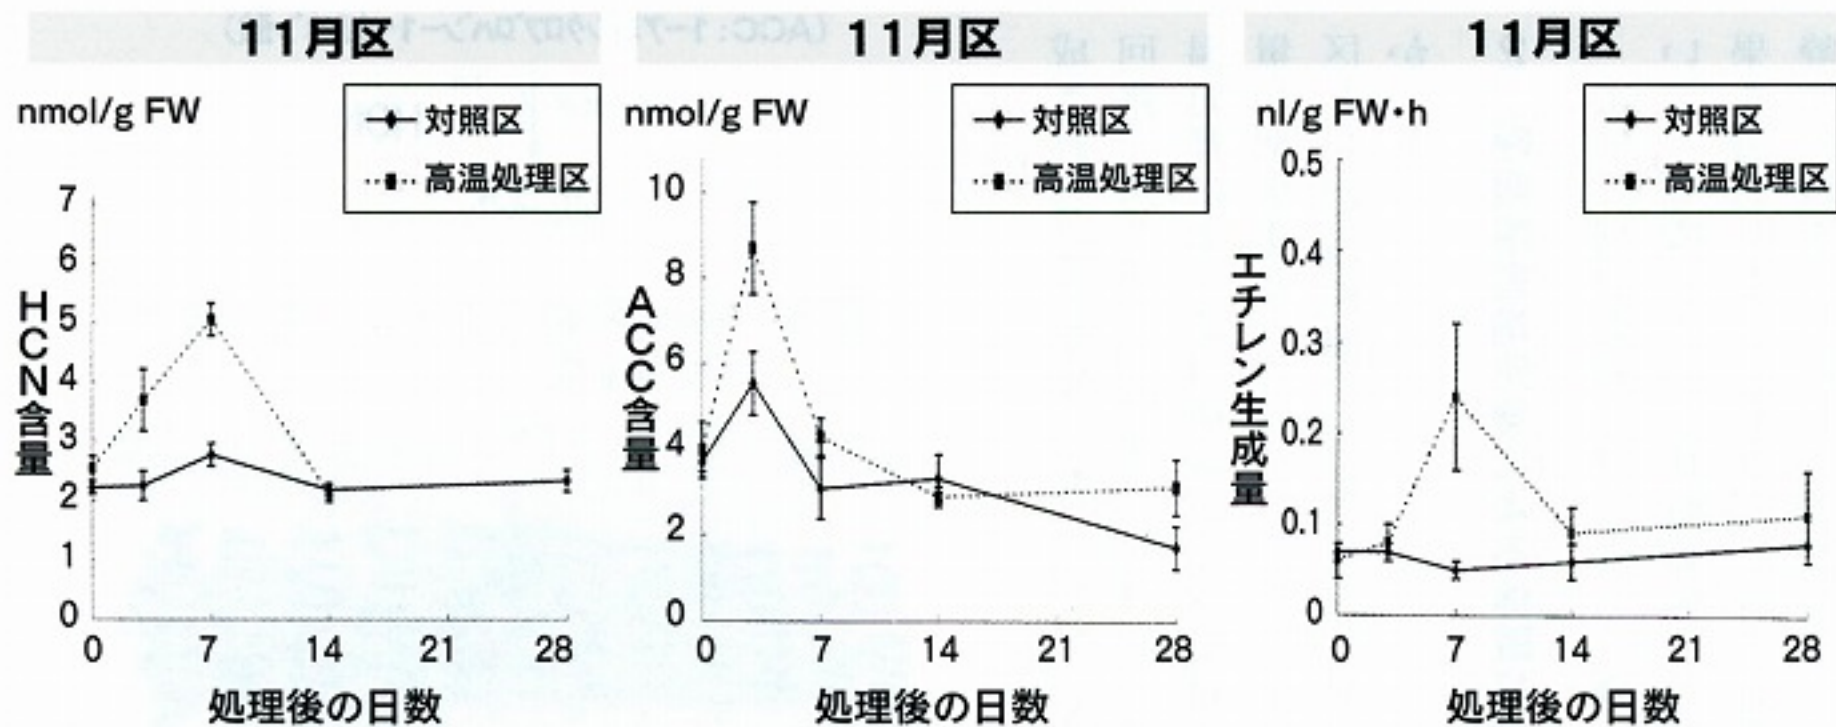 11月区
nmol/g FW
対照区
高温処理区
7
6
5
4
3
2
1
0
HCN含量
0 7 14 21 28
処理後の日数
11月区
nmol/g FW
対照区
高温処理区
10
8
6
4
2
0
ACC含量
0 7 14 21 28
処理後の日数
11月区
nl/g FW・h
対照区
高温処理区
0.5
0.4
0.3
0.2
0.1
0
エチレン生成量
0 7 14 21 28
処理後の日数